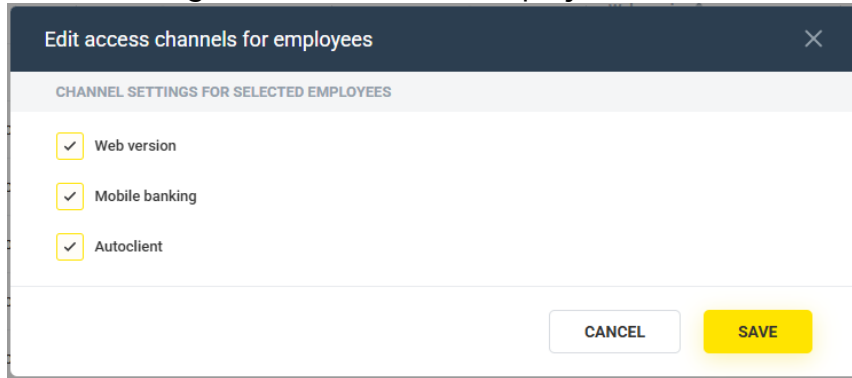 Edit access channels for employees
CHANNEL SETTINGS FOR SELECTED EMPLOYEES
Web version
Mobile banking
Autoclient
CANCEL SAVE